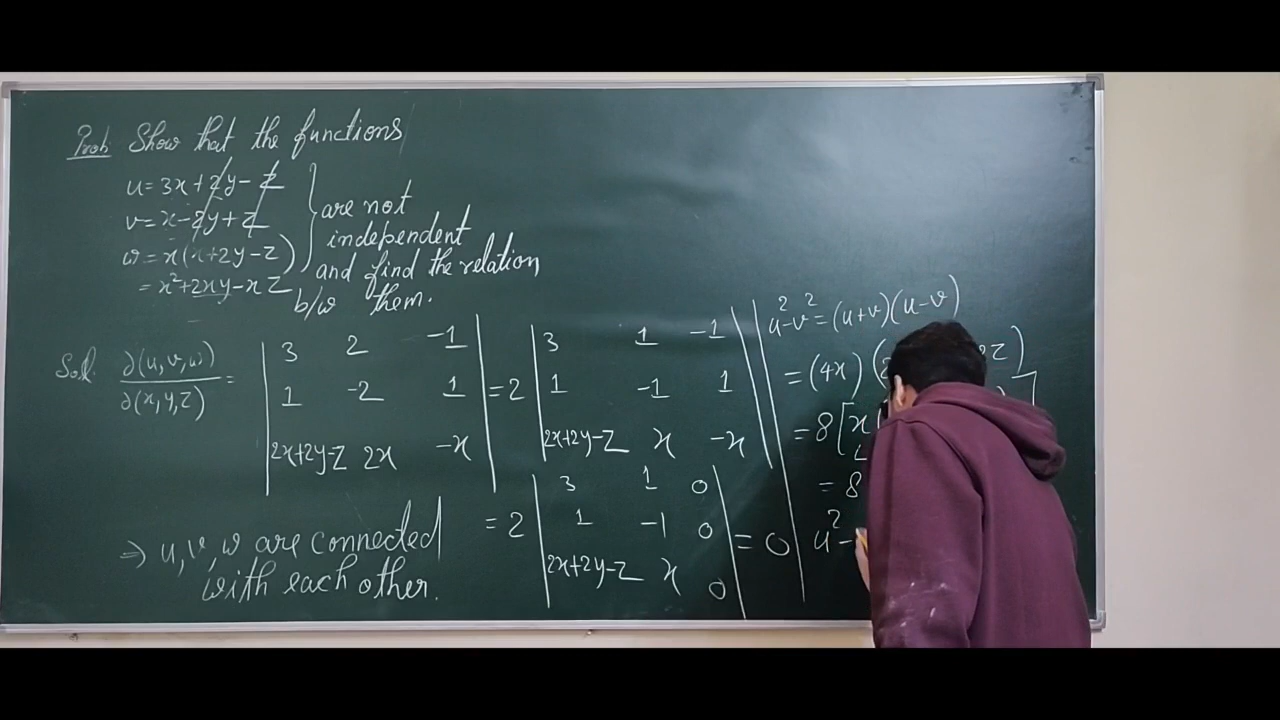 Prob Show that the functions
u=3x+2y-z
v=x-2y+z
w=x(x+2y-z)
=x²+2xy-xz
are not
independent
and find the relation
b/w them.
Sol. ∂(u,v,w)/∂(x,y,z) = | 3 2 -1 | = 2 | 3 1 -1 |
| 1 -2 1 | | 1 -1 1 |
| 2x+2y-z 2x -x | | 2x+2y-z x -x |
= 2 | 3 1 0 | = 0
| 1 -1 0 |
| 2x+2y-z x 0 |
⇒ u,v,w are connected
with each other.
u²-v²=(u+v)(u-v)
=(4x)( 2z)
=8[x ]
=8
u²-